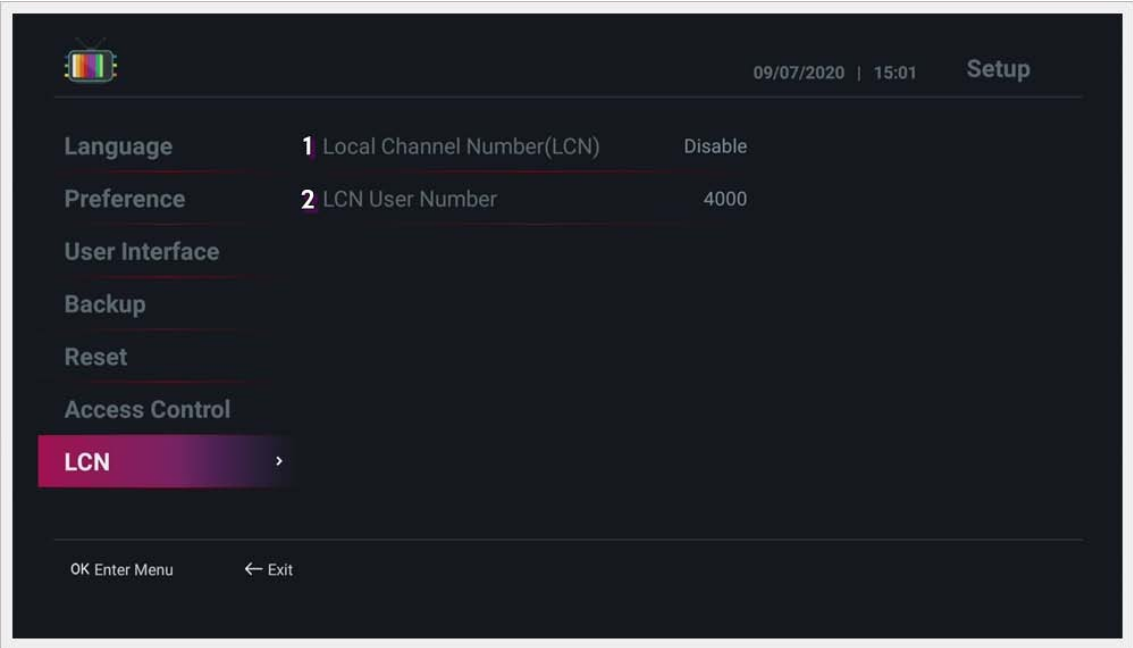 09/07/2020 | 15:01 Setup
Language 1 Local Channel Number(LCN) Disable
Preference 2 LCN User Number 4000
User Interface
Backup
Reset
Access Control
LCN >
OK Enter Menu ← Exit